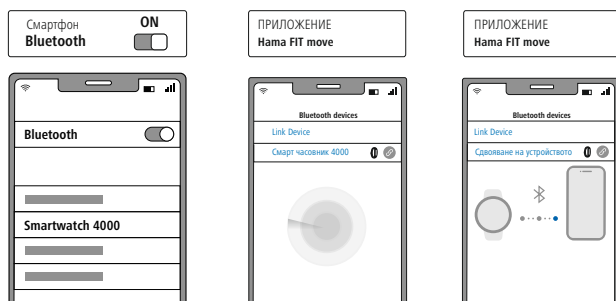 Смартфон
Bluetooth
ON
Bluetooth
Smartwatch 4000
ПРИЛОЖЕНИЕ
Hama FIT move
Bluetooth devices
Link Device
Смарт часовник 4000
ПРИЛОЖЕНИЕ
Hama FIT move
Bluetooth devices
Link Device
Сдвояване на устройството